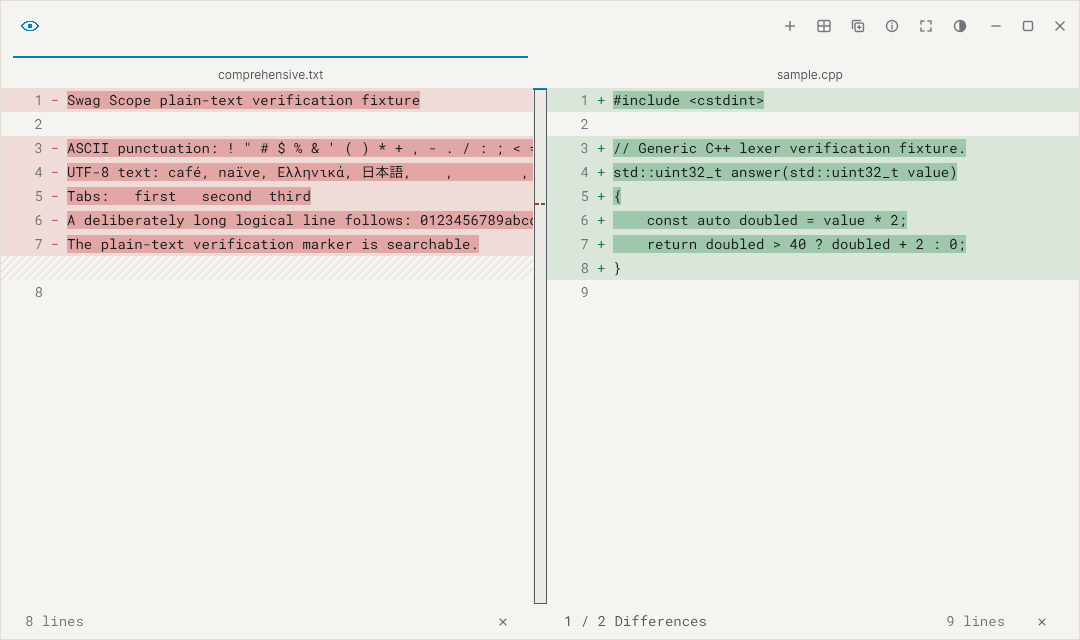 comprehensive.txt
sample.cpp
1 - Swag Scope plain-text verification fixture
2
3 - ASCII punctuation: ! " # $ % & ' ( ) * + , - . / : ; < =
4 - UTF-8 text: café, naïve, Ελληνικά, 日本語, , ,
5 - Tabs: first second third
6 - A deliberately long logical line follows: 0123456789abcd
7 - The plain-text verification marker is searchable.
8
1 + #include <cstdint>
2
3 + // Generic C++ lexer verification fixture.
4 + std::uint32_t answer(std::uint32_t value)
5 + {
6 + const auto doubled = value * 2;
7 + return doubled > 40 ? doubled + 2 : 0;
8 + }
9
8 lines
1 / 2 Differences
9 lines